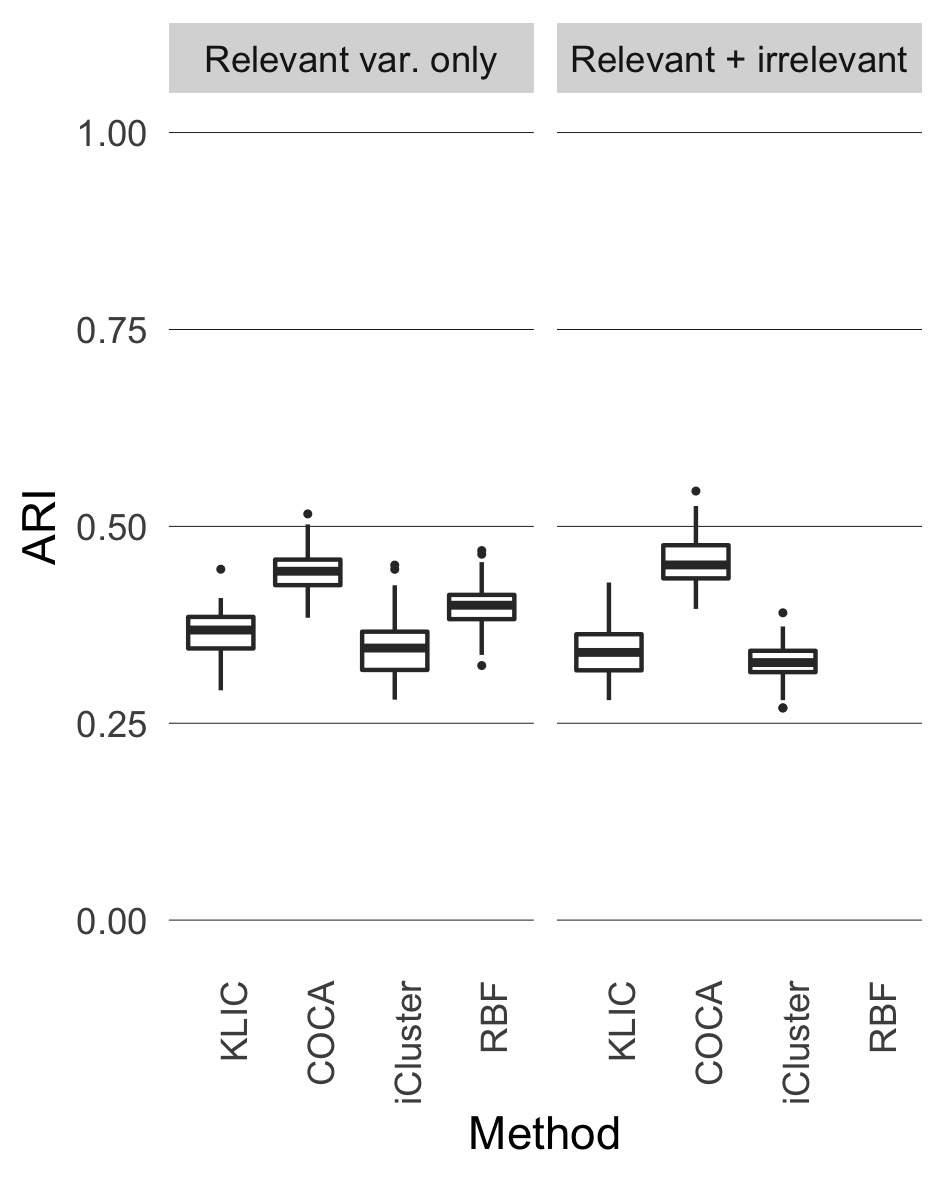 Relevant var. only
Relevant + irrelevant
1.00
0.75
0.50
0.25
0.00
ARI
KLIC
COCA
iCluster
RBF
KLIC
COCA
iCluster
RBF
Method